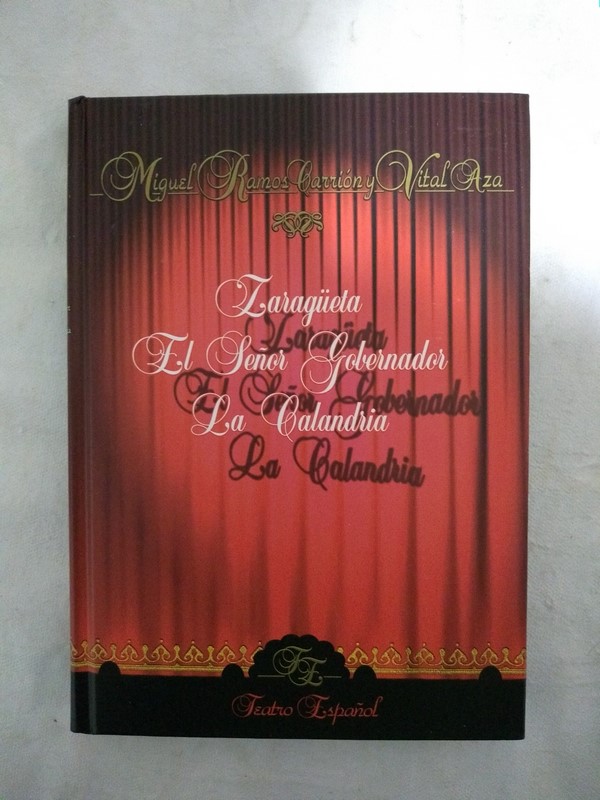 Miguel Ramos Carrión y Vital Aza
Zaragüeta
El Señor Gobernador
La Calandria
TE
Teatro Español